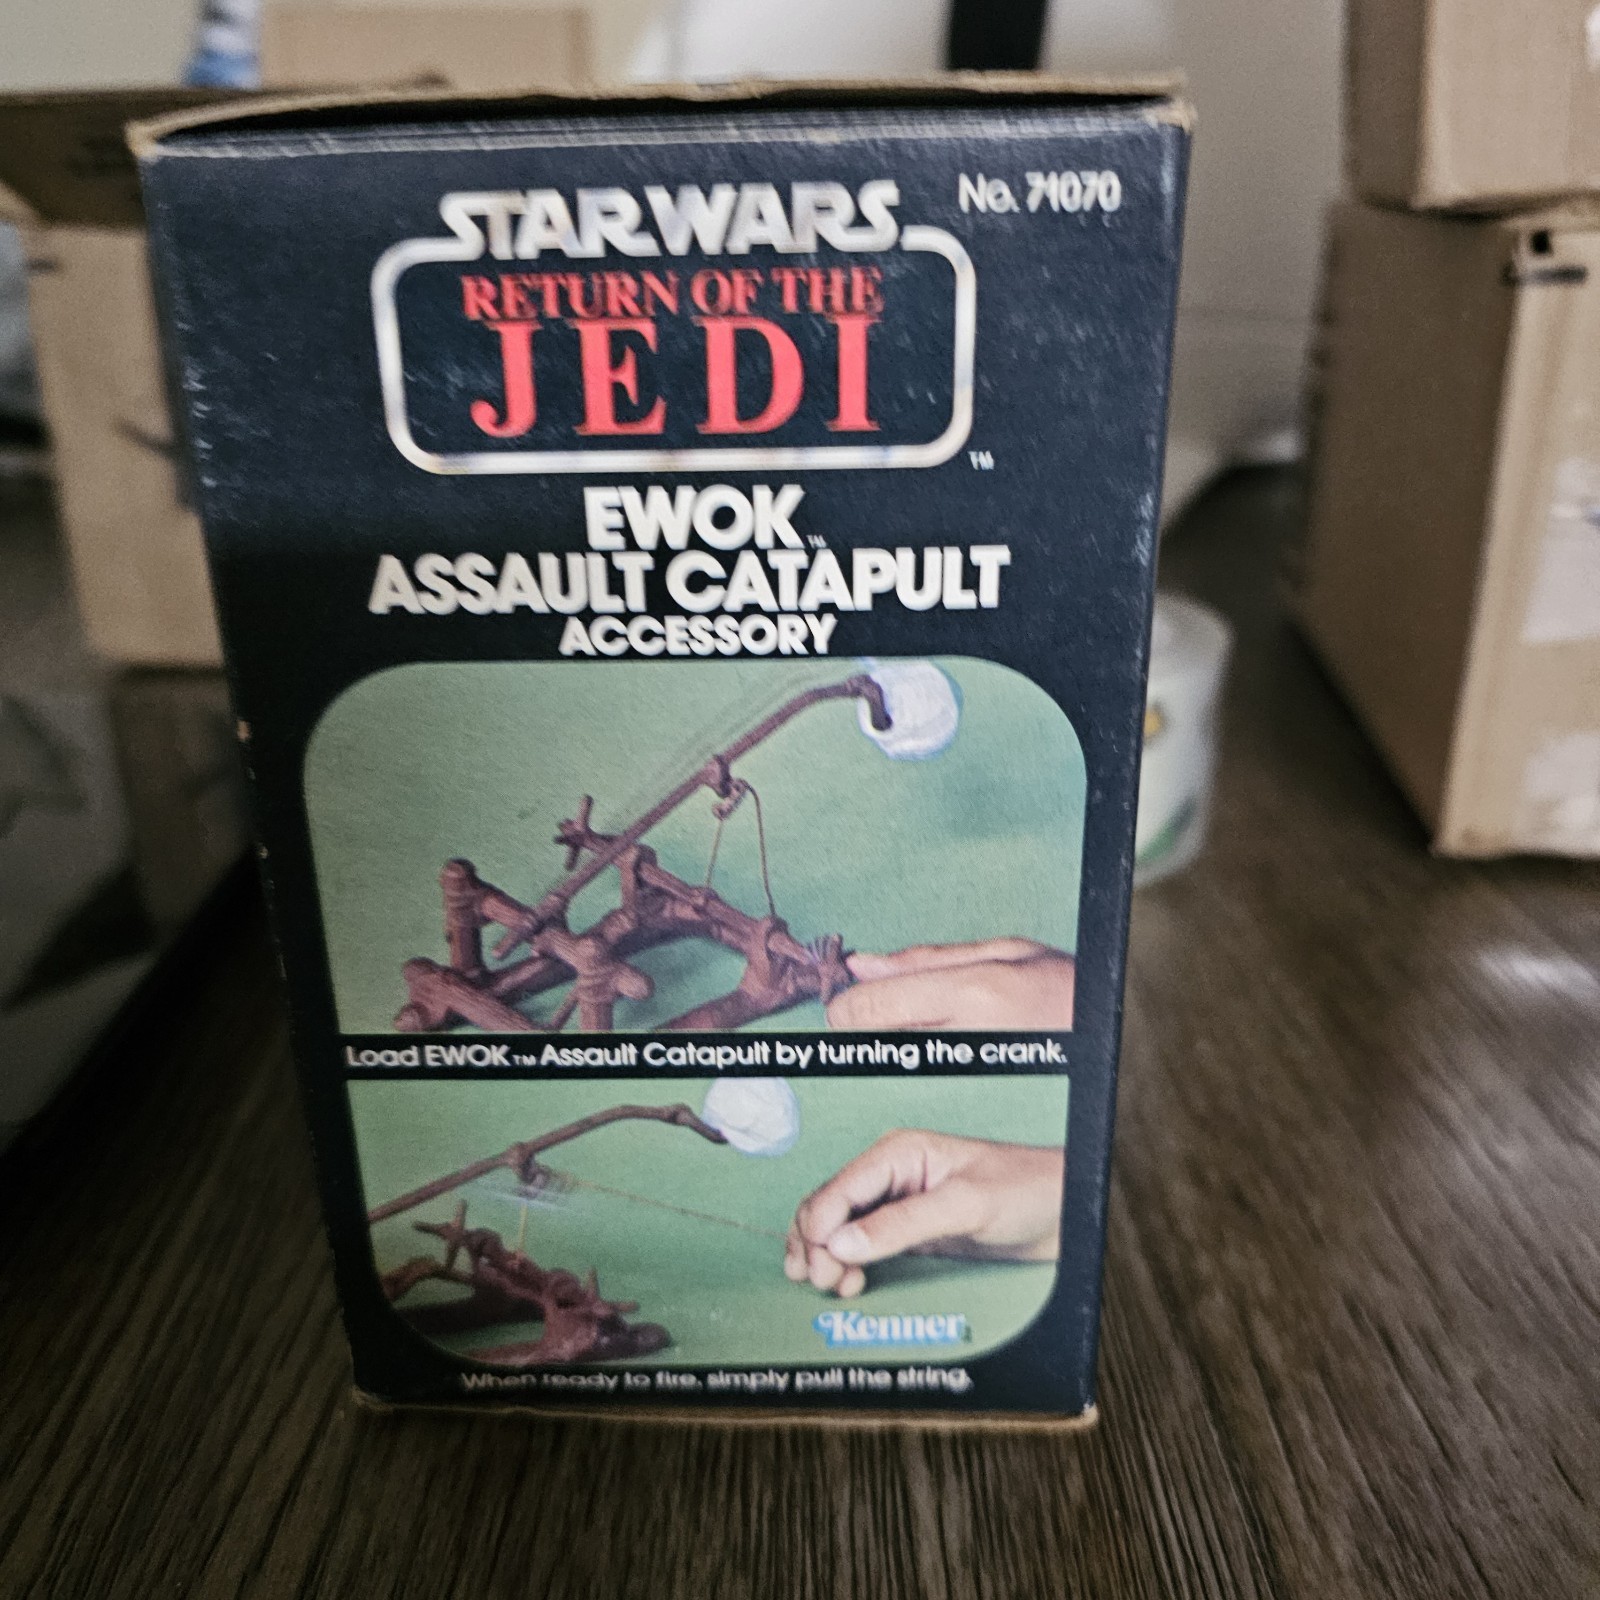 STAR WARS
No. 71070
RETURN OF THE
JEDI
TM
EWOK TM
ASSAULT CATAPULT
ACCESSORY
Load EWOK TM Assault Catapult by turning the crank.
Kenner
When ready to fire, simply pull the string.